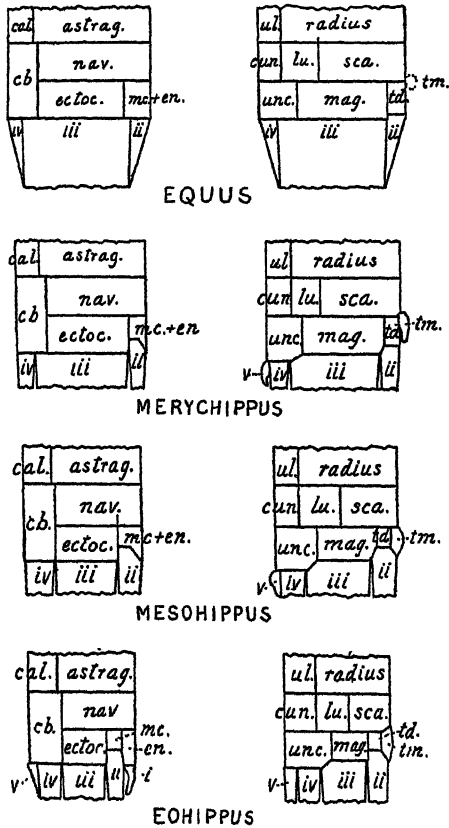 cal. astrag.
cb nav.
ectoc. mc+en.
iv iii ii
ul. radius
cun. lu. sca.
unc. mag. td. tm.
iv iii ii
EQUUS
cal. astrag.
cb nav.
ectoc. mc.+en
iv iii ii
ul radius
cun lu. sca.
unc. mag. td. tm.
v iv iii ii
MERYCHIPPUS
cal. astrag.
cb. nav.
ectoc. mc+en.
iv iii ii
ul. radius
cun. lu. sca.
unc. mag. td. tm.
v. iv iii ii
MESOHIPPUS
cal. astrag.
cb. nav
ectoc. mc.
en.
v iv iii ii i
ul. radius
cun. lu. sca.
unc. mag. td.
tm.
v iv iii ii
EOHIPPUS